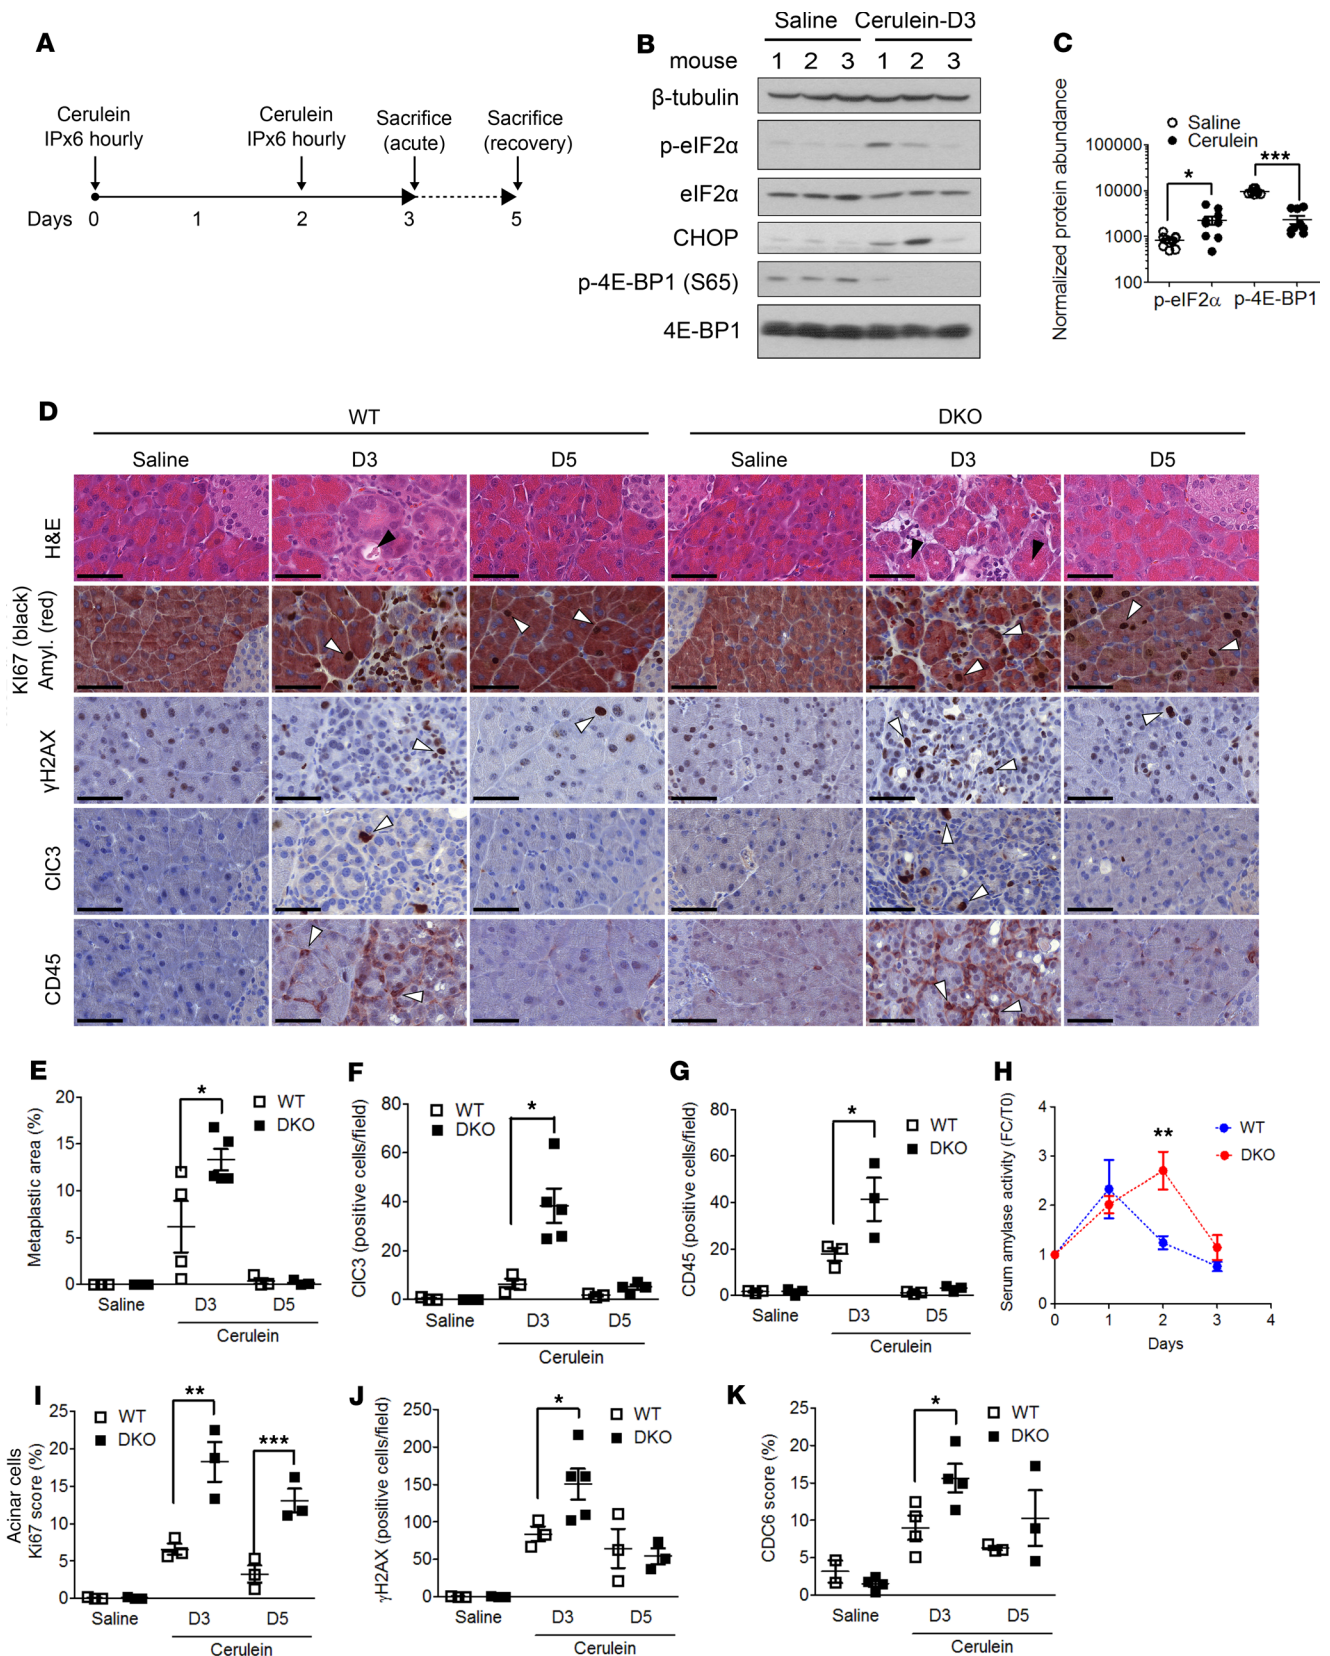 A
Cerulein
IPx6 hourly
Cerulein
IPx6 hourly
Sacrifice
(acute)
Sacrifice
(recovery)
Days 0 1 2 3 5
B
Saline Cerulein-D3
mouse 1 2 3 1 2 3
β-tubulin
p-eIF2α
eIF2α
CHOP
p-4E-BP1 (S65)
4E-BP1
C
Saline
Cerulein
Normalized protein abundance
100000
10000
1000
100
*
***
p-eIF2α p-4E-BP1
D
WT DKO
Saline D3 D5 Saline D3 D5
H&E
KI67 (black)
Amyl. (red)
γH2AX
ClC3
CD45
E
Metaplastic area (%)
20
15
10
5
0
*
WT
DKO
Saline D3 D5
Cerulein
F
ClC3 (positive cells/field)
80
60
40
20
0
*
WT
DKO
Saline D3 D5
Cerulein
G
CD45 (positive cells/field)
80
60
40
20
0
*
WT
DKO
Saline D3 D5
Cerulein
H
Serum amylase activity (FC/T0)
4
3
2
1
0
**
WT
DKO
0 1 2 3 4
Days
I
Acinar cells
Ki67 score (%)
25
20
15
10
5
0
WT
DKO
**
***
Saline D3 D5
Cerulein
J
γH2AX (positive cells/field)
250
200
150
100
50
0
*
WT
DKO
Saline D3 D5
Cerulein
K
CDC6 score (%)
25
20
15
10
5
0
*
WT
DKO
Saline D3 D5
Cerulein